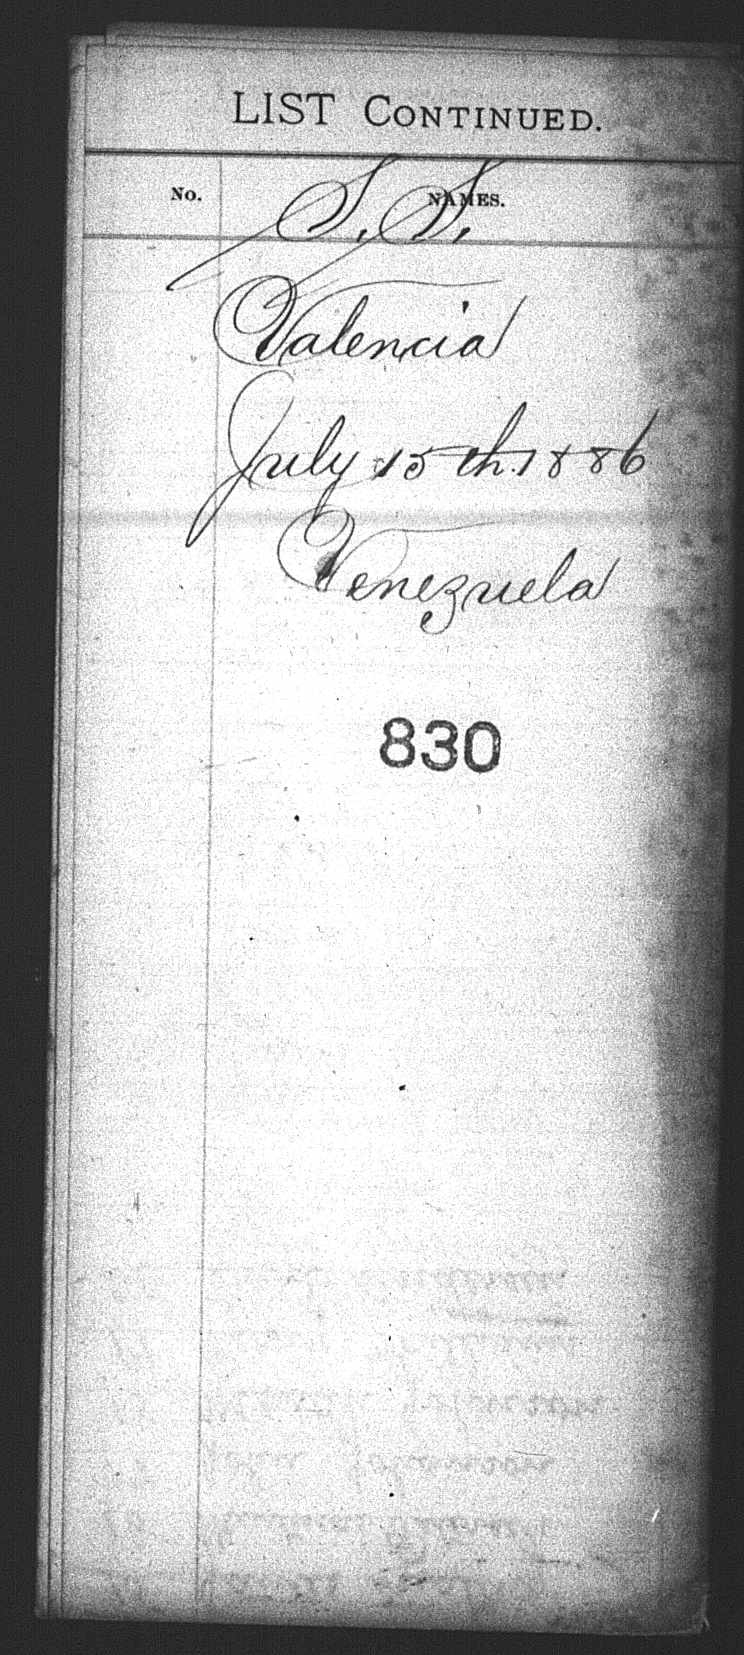 LIST CONTINUED.
No. NAMES.
S. S.
Valencia
July 15th. 1886
Venezuela
830